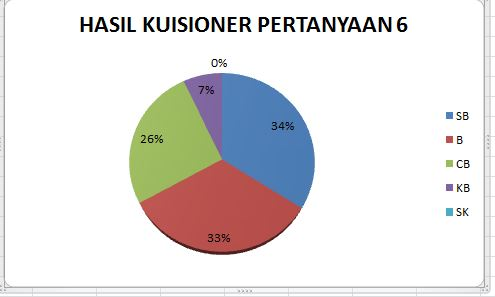 HASIL KUISIONER PERTANYAAN 6
0%
7%
34%
26%
33%
SB
B
CB
KB
SK